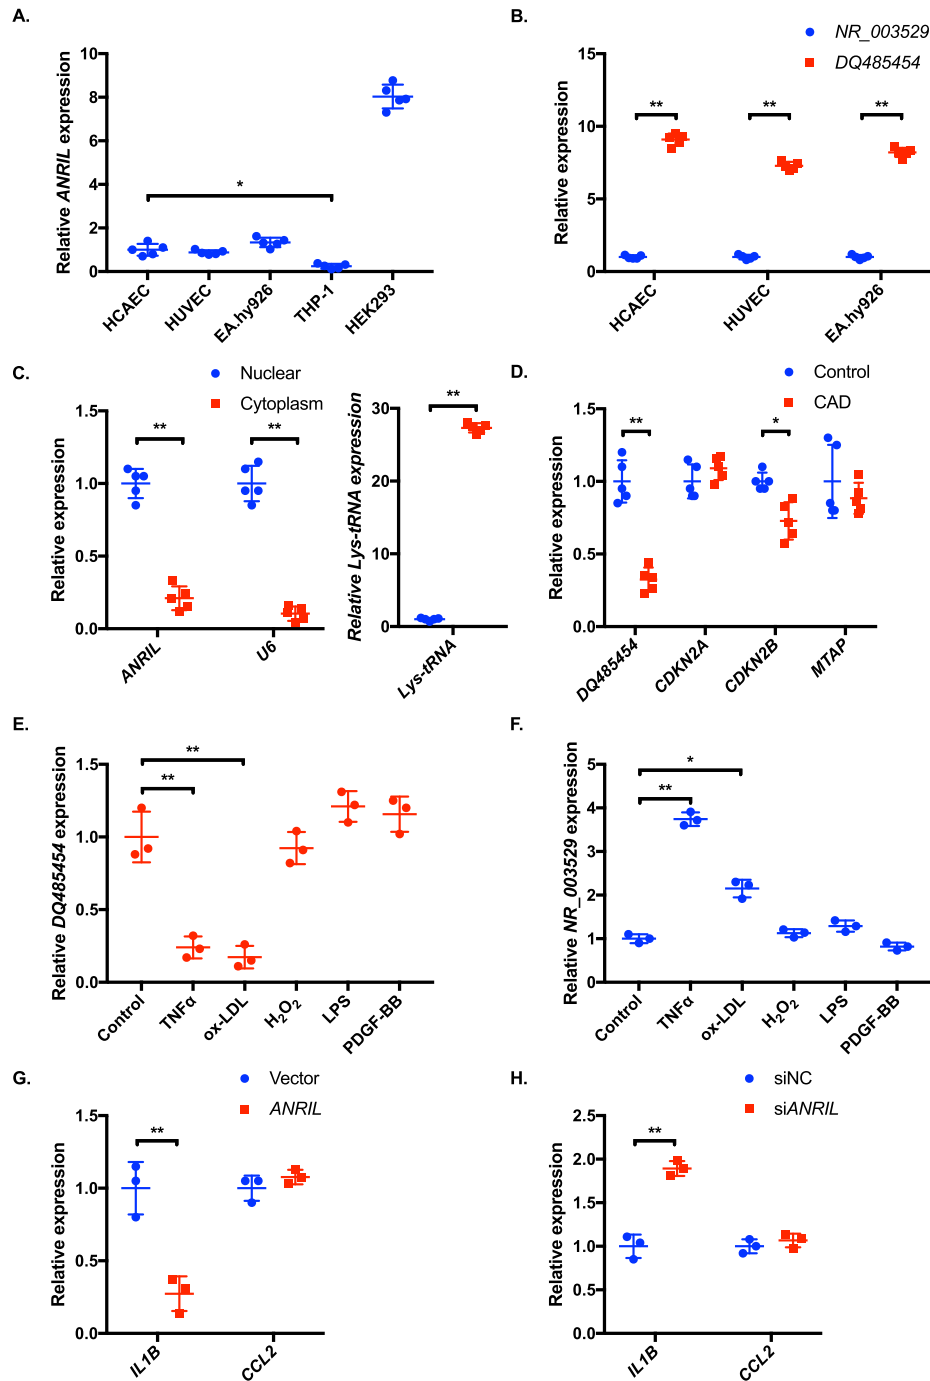 A.
Relative ANRIL expression
10
8
6
4
2
0
*
HCAEC
HUVEC
EA.hy926
THP-1
HEK293
B.
NR_003529
DQ485454
Relative expression
15
10
5
0
**
**
**
HCAEC
HUVEC
EA.hy926
C.
Nuclear
Cytoplasm
Relative expression
1.5
1.0
0.5
0.0
**
**
ANRIL
U6
Relative Lys-tRNA expression
30
20
10
0
**
Lys-tRNA
D.
Control
CAD
Relative expression
1.5
1.0
0.5
0.0
**
*
DQ485454
CDKN2A
CDKN2B
MTAP
E.
Relative DQ485454 expression
1.5
1.0
0.5
0.0
**
**
Control
TNFα
ox-LDL
H₂O₂
LPS
PDGF-BB
F.
Relative NR_003529 expression
5
4
3
2
1
0
*
**
Control
TNFα
ox-LDL
H₂O₂
LPS
PDGF-BB
G.
Vector
ANRIL
Relative expression
1.5
1.0
0.5
0.0
**
IL1B
CCL2
H.
siNC
siANRIL
Relative expression
2.5
2.0
1.5
1.0
0.5
0.0
**
IL1B
CCL2